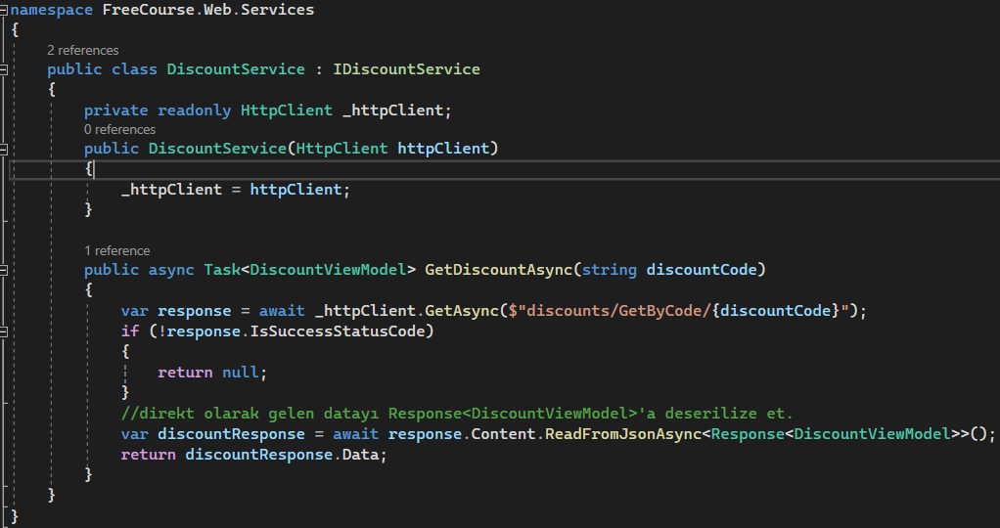 namespace FreeCourse.Web.Services
{
2 references
public class DiscountService : IDiscountService
{
private readonly HttpClient _httpClient;
0 references
public DiscountService(HttpClient httpClient)
{
_httpClient = httpClient;
}
1 reference
public async Task<DiscountViewModel> GetDiscountAsync(string discountCode)
{
var response = await _httpClient.GetAsync($"discounts/GetByCode/{discountCode}");
if (!response.IsSuccessStatusCode)
{
return null;
}
//direkt olarak gelen datayı Response<DiscountViewModel>'a deserilize et.
var discountResponse = await response.Content.ReadFromJsonAsync<Response<DiscountViewModel>>();
return discountResponse.Data;
}
}
}